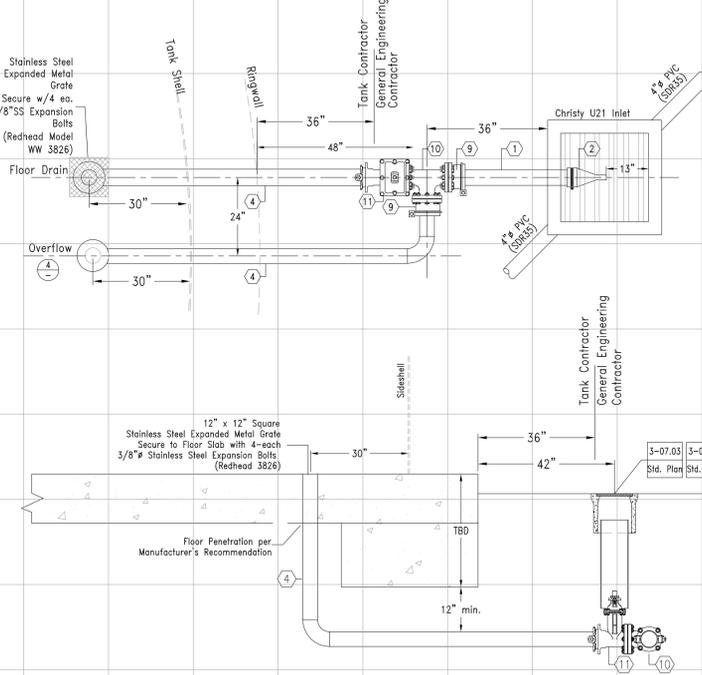 Stainless Steel
Expanded Metal
Grate
Secure w/4 ea.
/8"SS Expansion
Bolts
(Redhead Model
WW 3826)
Floor Drain
Tank Shell
Ringwall
Tank Contractor
General Engineering
Contractor
36"
48"
36"
30"
24"
4
11
10
9
9
1
2
13"
Christy U21 Inlet
4"ø PVC
(SDR35)
4"ø PVC
(SDR35)
Overflow
4
-
30"
4
Sideshell
Tank Contractor
General Engineering
Contractor
12" x 12" Square
Stainless Steel Expanded Metal Grate
Secure to Floor Slab with 4-each
3/8"ø Stainless Steel Expansion Bolts
(Redhead 3826)
30"
36"
42"
3-07.03
Std. Plan
Std.
TBD
Floor Penetration per
Manufacturer's Recommendation
4
12" min.
11
10